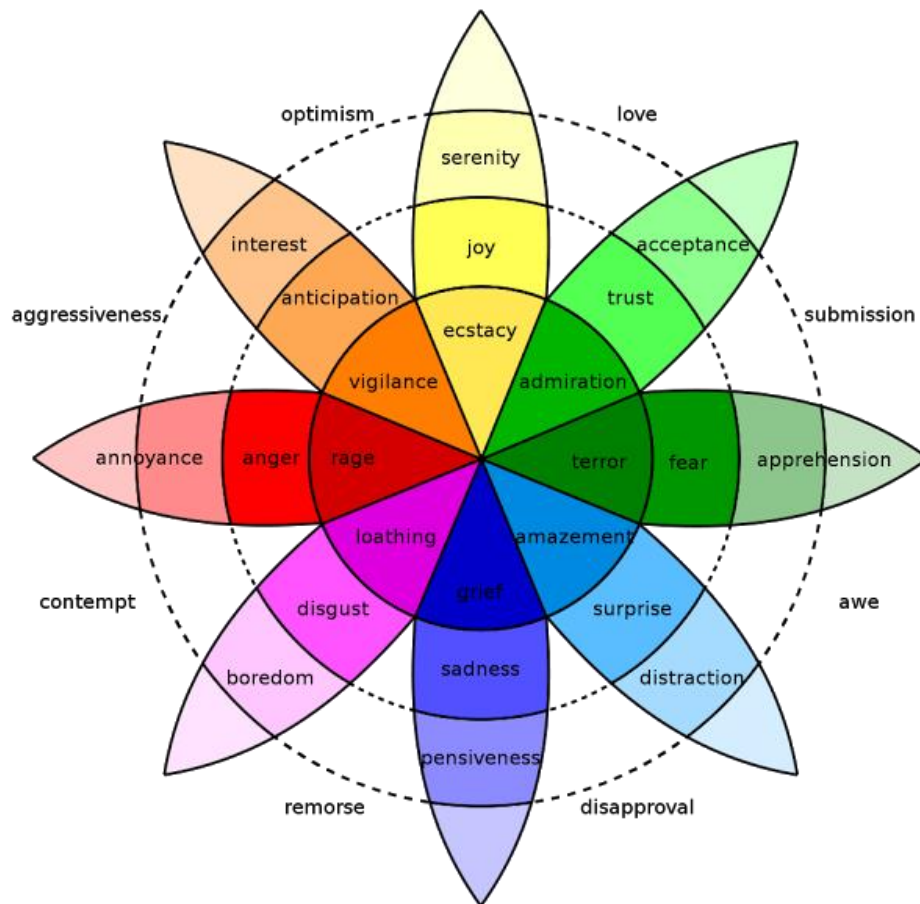 optimism
love
serenity
interest
joy
acceptance
anticipation
trust
aggressiveness
submission
ecstacy
vigilance
admiration
annoyance
anger
rage
terror
fear
apprehension
loathing
amazement
contempt
disgust
grief
surprise
awe
boredom
sadness
distraction
pensiveness
remorse
disapproval